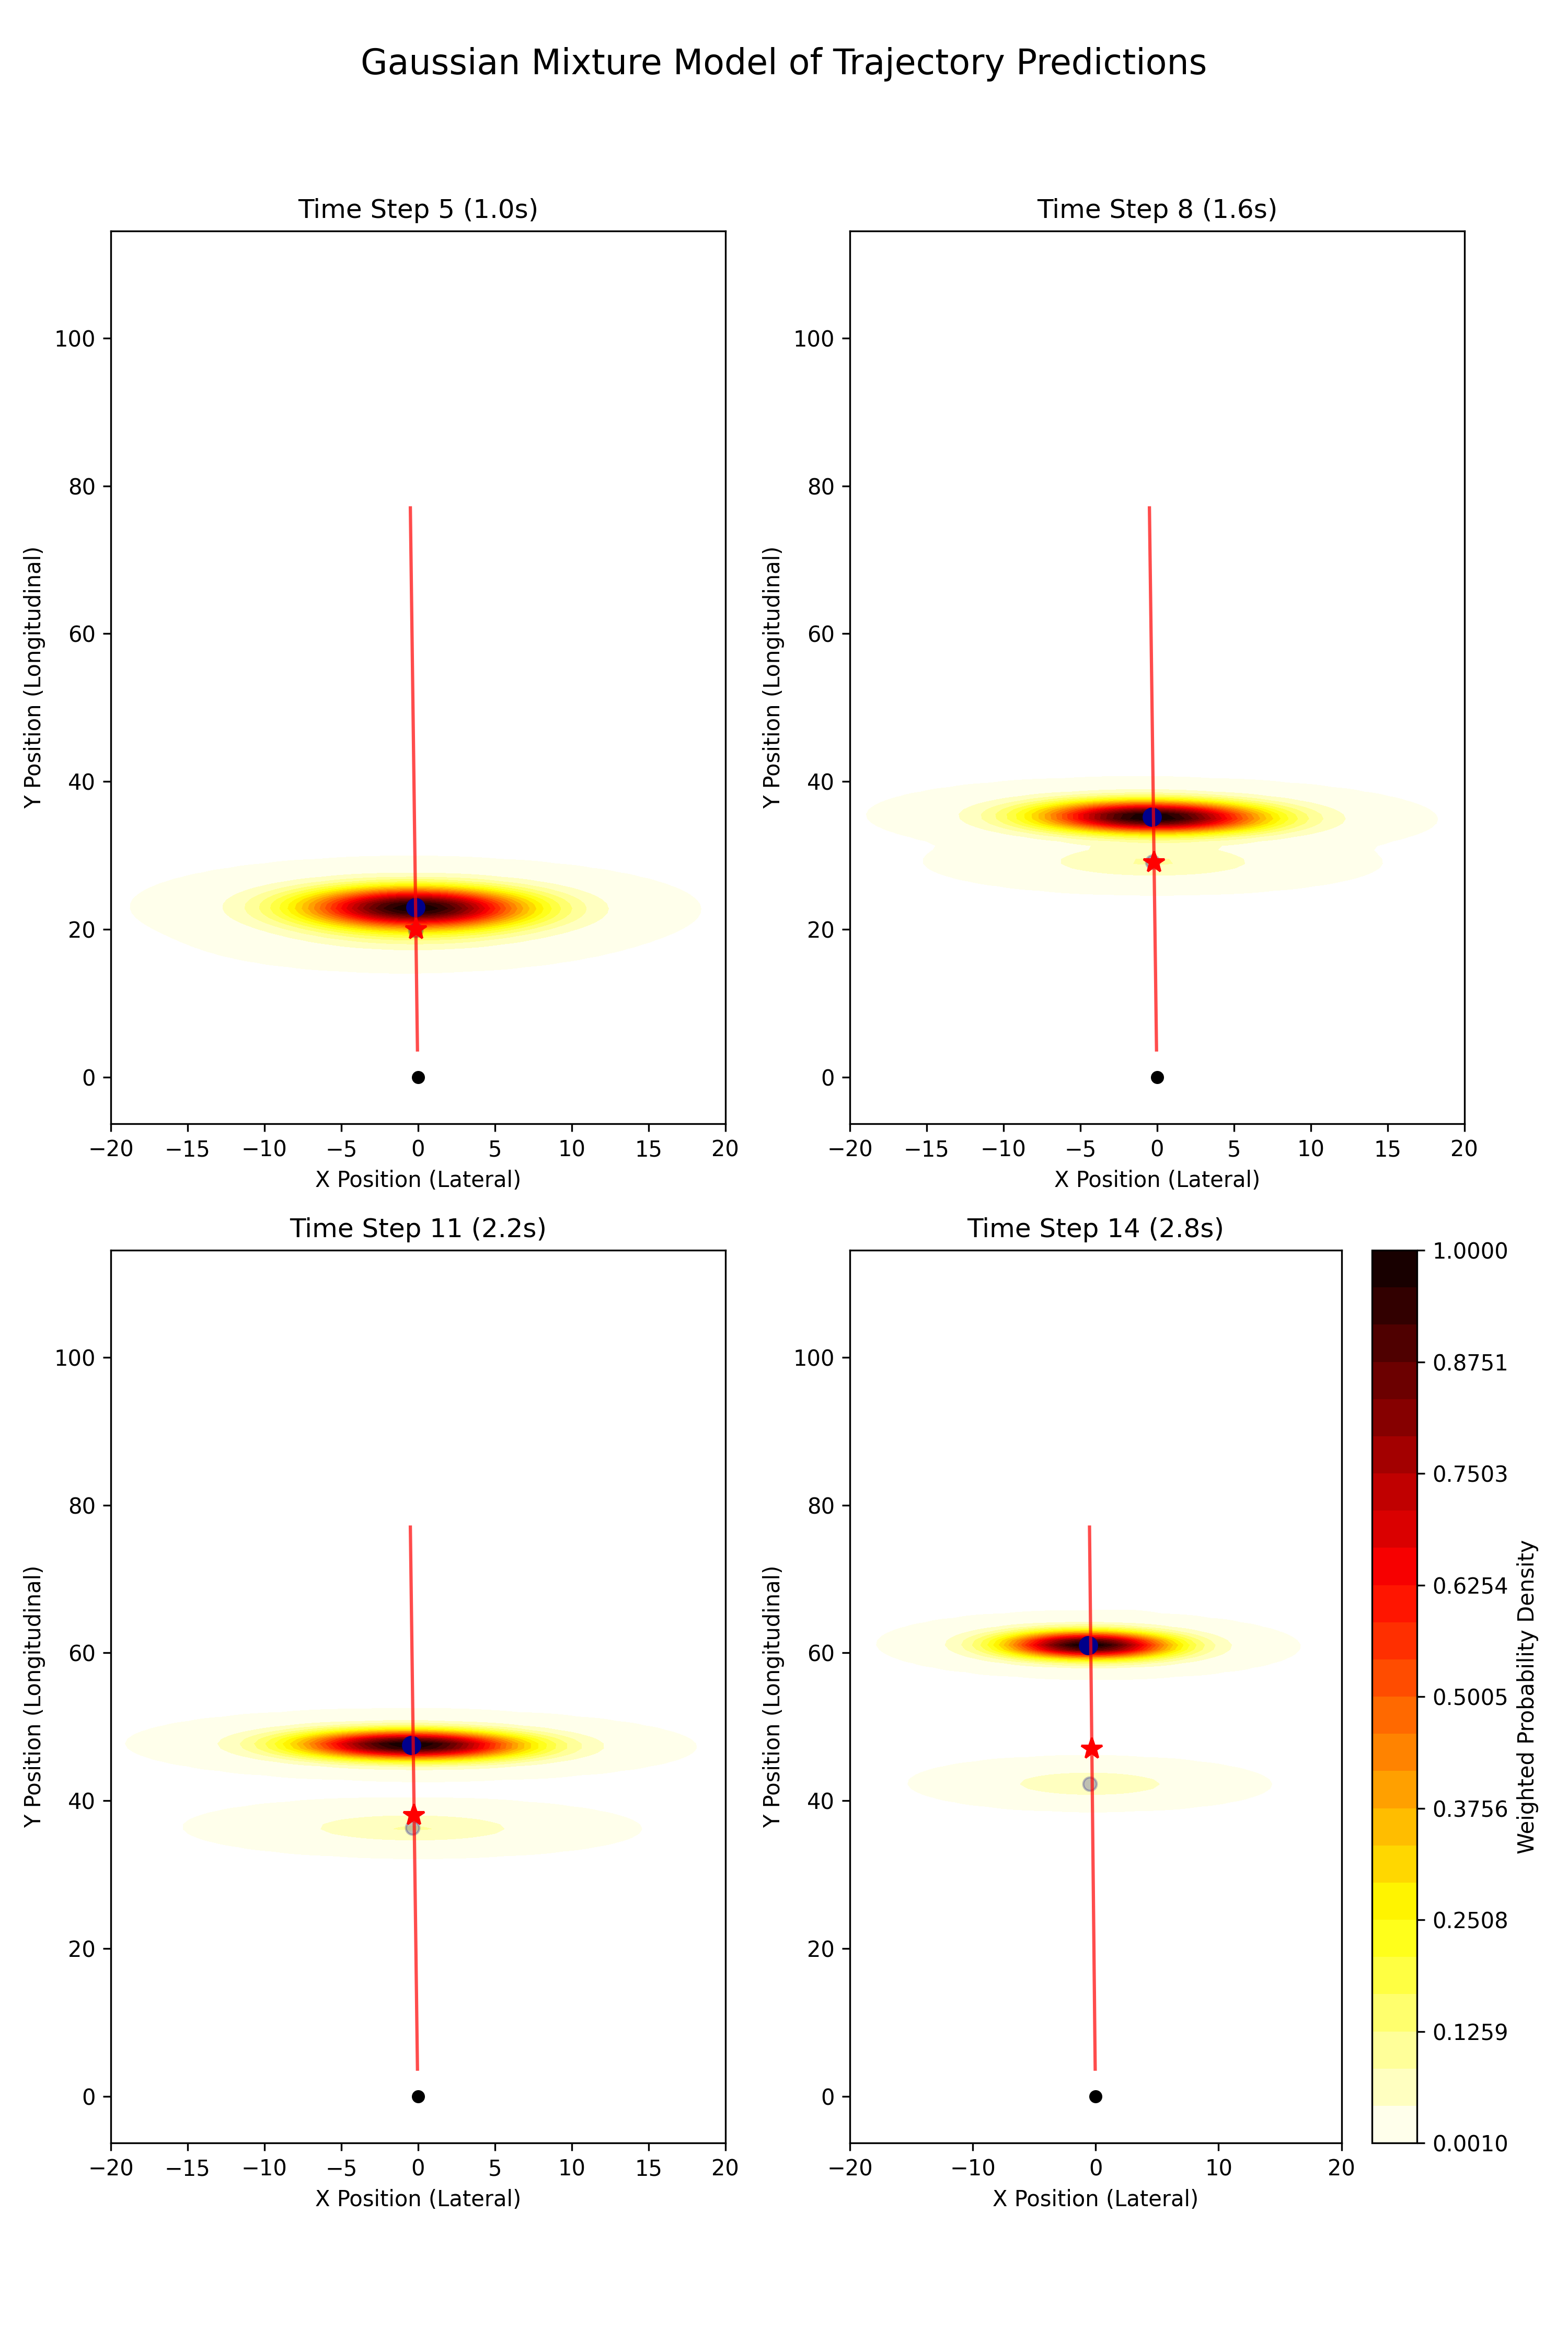 Gaussian Mixture Model of Trajectory Predictions
Time Step 5 (1.0s)
Y Position (Longitudinal)
100
80
60
40
20
0
−20 −15 −10 −5 0 5 10 15 20
X Position (Lateral)
Time Step 8 (1.6s)
Y Position (Longitudinal)
100
80
60
40
20
0
−20 −15 −10 −5 0 5 10 15 20
X Position (Lateral)
Time Step 11 (2.2s)
Y Position (Longitudinal)
100
80
60
40
20
0
−20 −15 −10 −5 0 5 10 15 20
X Position (Lateral)
Time Step 14 (2.8s)
Y Position (Longitudinal)
100
80
60
40
20
0
−20 −10 0 10 20
X Position (Lateral)
1.0000
0.8751
0.7503
0.6254
0.5005
0.3756
0.2508
0.1259
0.0010
Weighted Probability Density